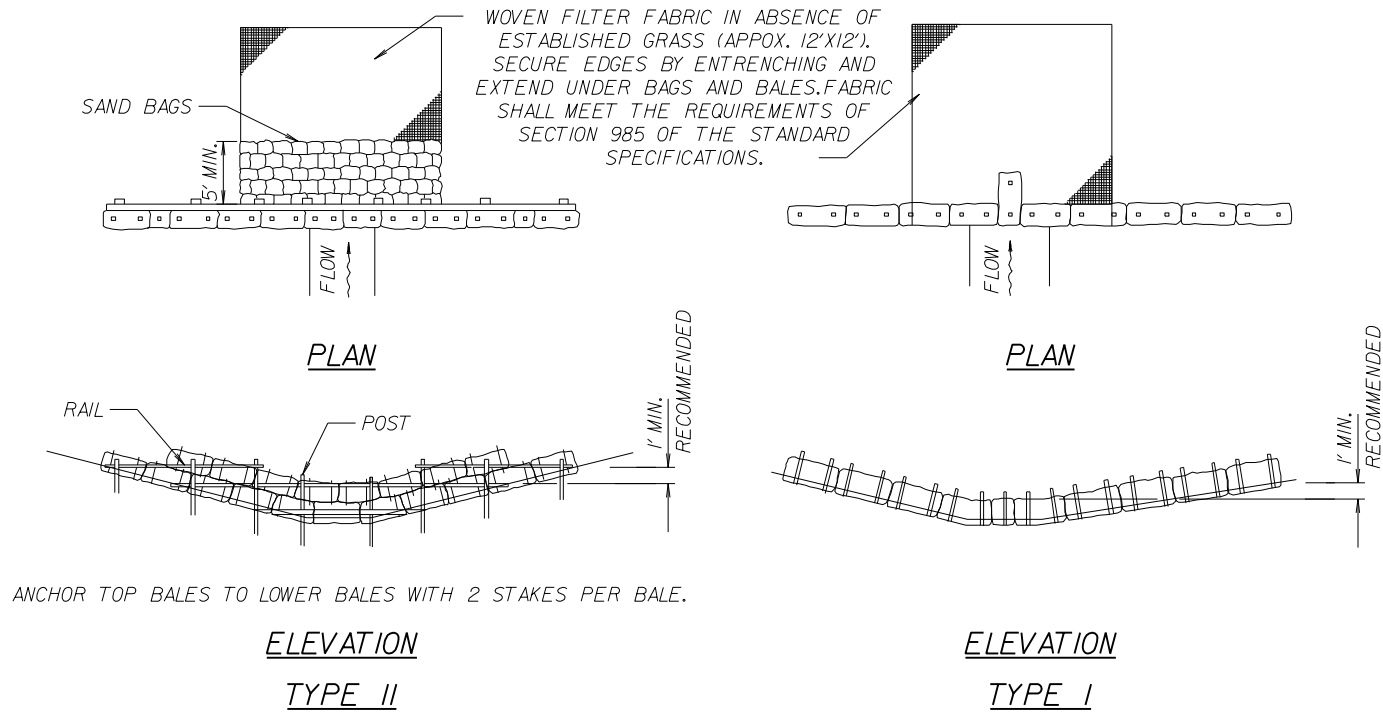 WOVEN FILTER FABRIC IN ABSENCE OF
ESTABLISHED GRASS (APPOX. 12'X12').
SECURE EDGES BY ENTRENCHING AND
EXTEND UNDER BAGS AND BALES.FABRIC
SHALL MEET THE REQUIREMENTS OF
SECTION 985 OF THE STANDARD
SPECIFICATIONS.
SAND BAGS
5' MIN.
FLOW
FLOW
PLAN
PLAN
RAIL
POST
1' MIN.
RECOMMENDED
1' MIN.
RECOMMENDED
ANCHOR TOP BALES TO LOWER BALES WITH 2 STAKES PER BALE.
ELEVATION
TYPE II
ELEVATION
TYPE I